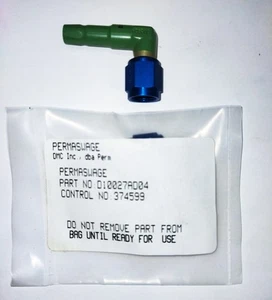 PERMASWAGE
DMC Inc., dba Perm
PERMASWAGE
PART NO.D10027AD04
CONTROL NO 374599
DO NOT REMOVE PART FROM
BAG UNTIL READY FOR USE